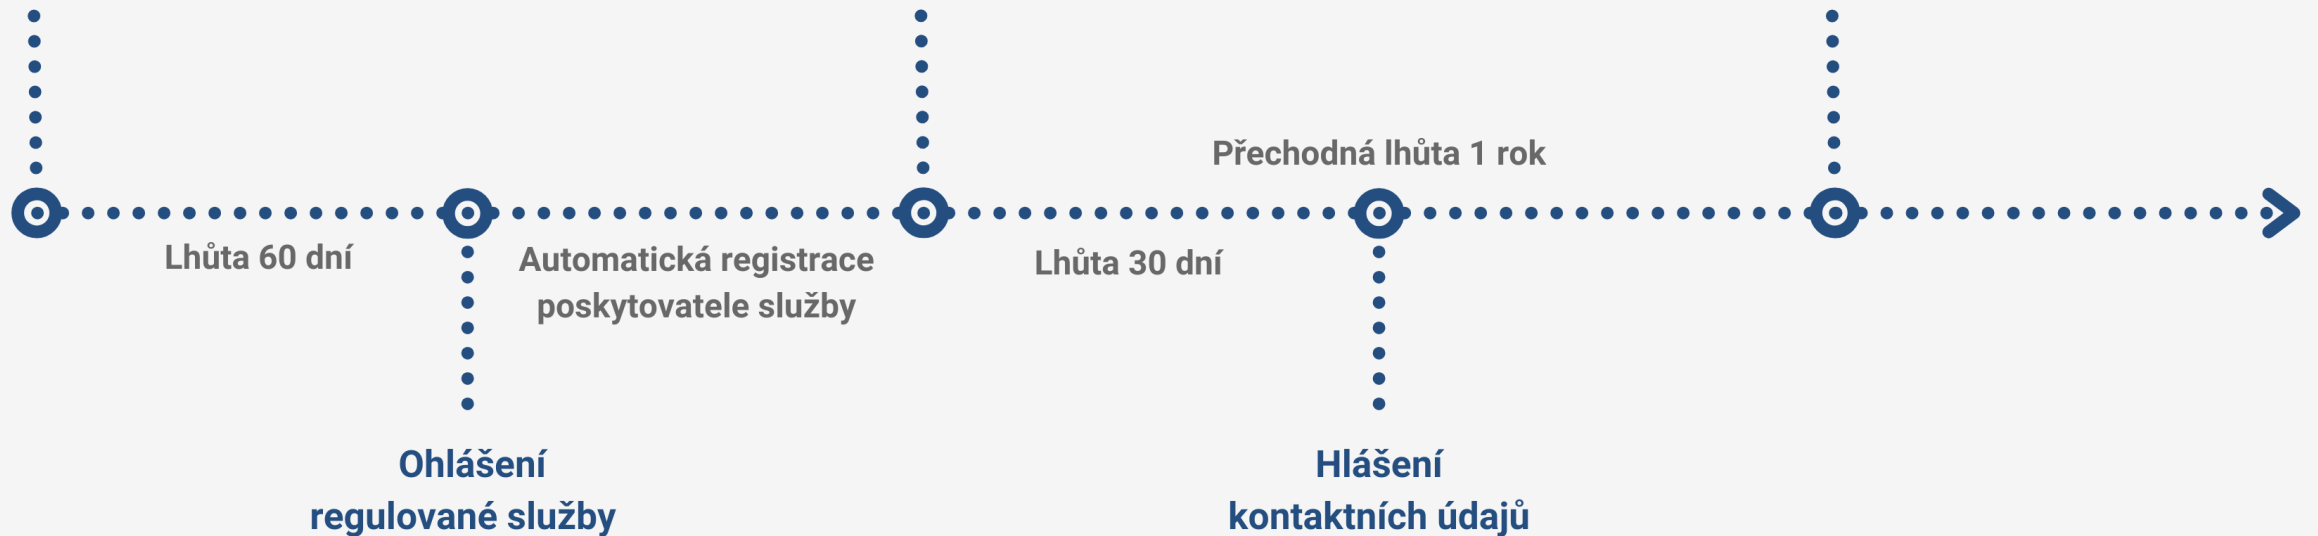 Přechodná lhůta 1 rok
Lhůta 60 dní
Automatická registrace
poskytovatele služby
Lhůta 30 dní
Ohlášení
regulované služby
Hlášení
kontaktních údajů